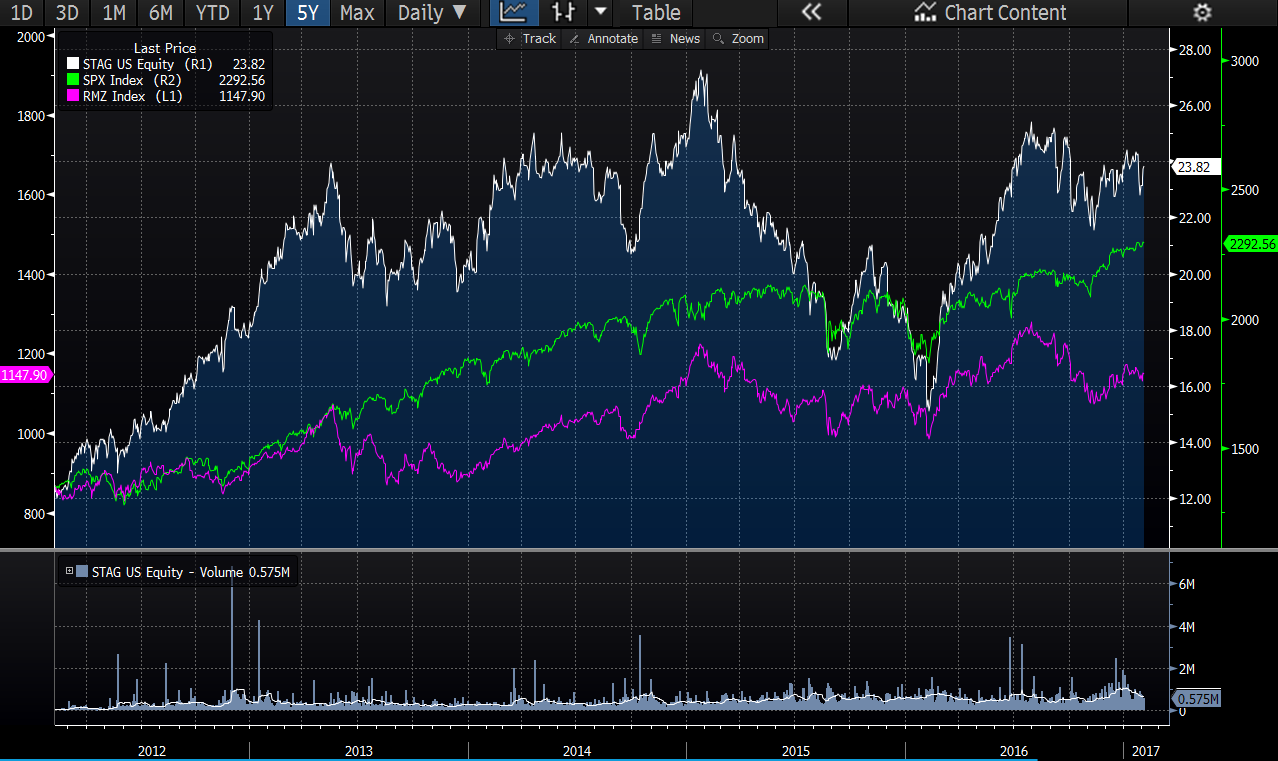 1D 3D 1M 6M YTD 1Y 5Y Max Daily ▼ Table « Chart Content
Track Annotate News Zoom
Last Price
STAG US Equity (R1) 23.82
SPX Index (R2) 2292.56
RMZ Index (L1) 1147.90
2000
1800
1600
1400
1200
1147.90
1000
800
28.00
26.00
23.82
22.00
20.00
18.00
16.00
14.00
12.00
3000
2500
2292.56
2000
1500
STAG US Equity - Volume 0.575M
6M
4M
2M
0.575M
0
2012 2013 2014 2015 2016 2017